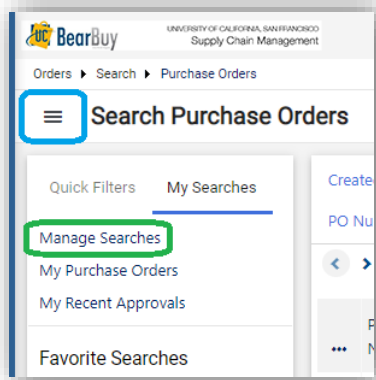 UC BearBuy
UNIVERSITY OF CALIFORNIA, SAN FRANCISCO
Supply Chain Management
Orders Search Purchase Orders
Search Purchase Orders
Quick Filters My Searches
Manage Searches
My Purchase Orders
My Recent Approvals
Favorite Searches
Create
PO Nu
P
N